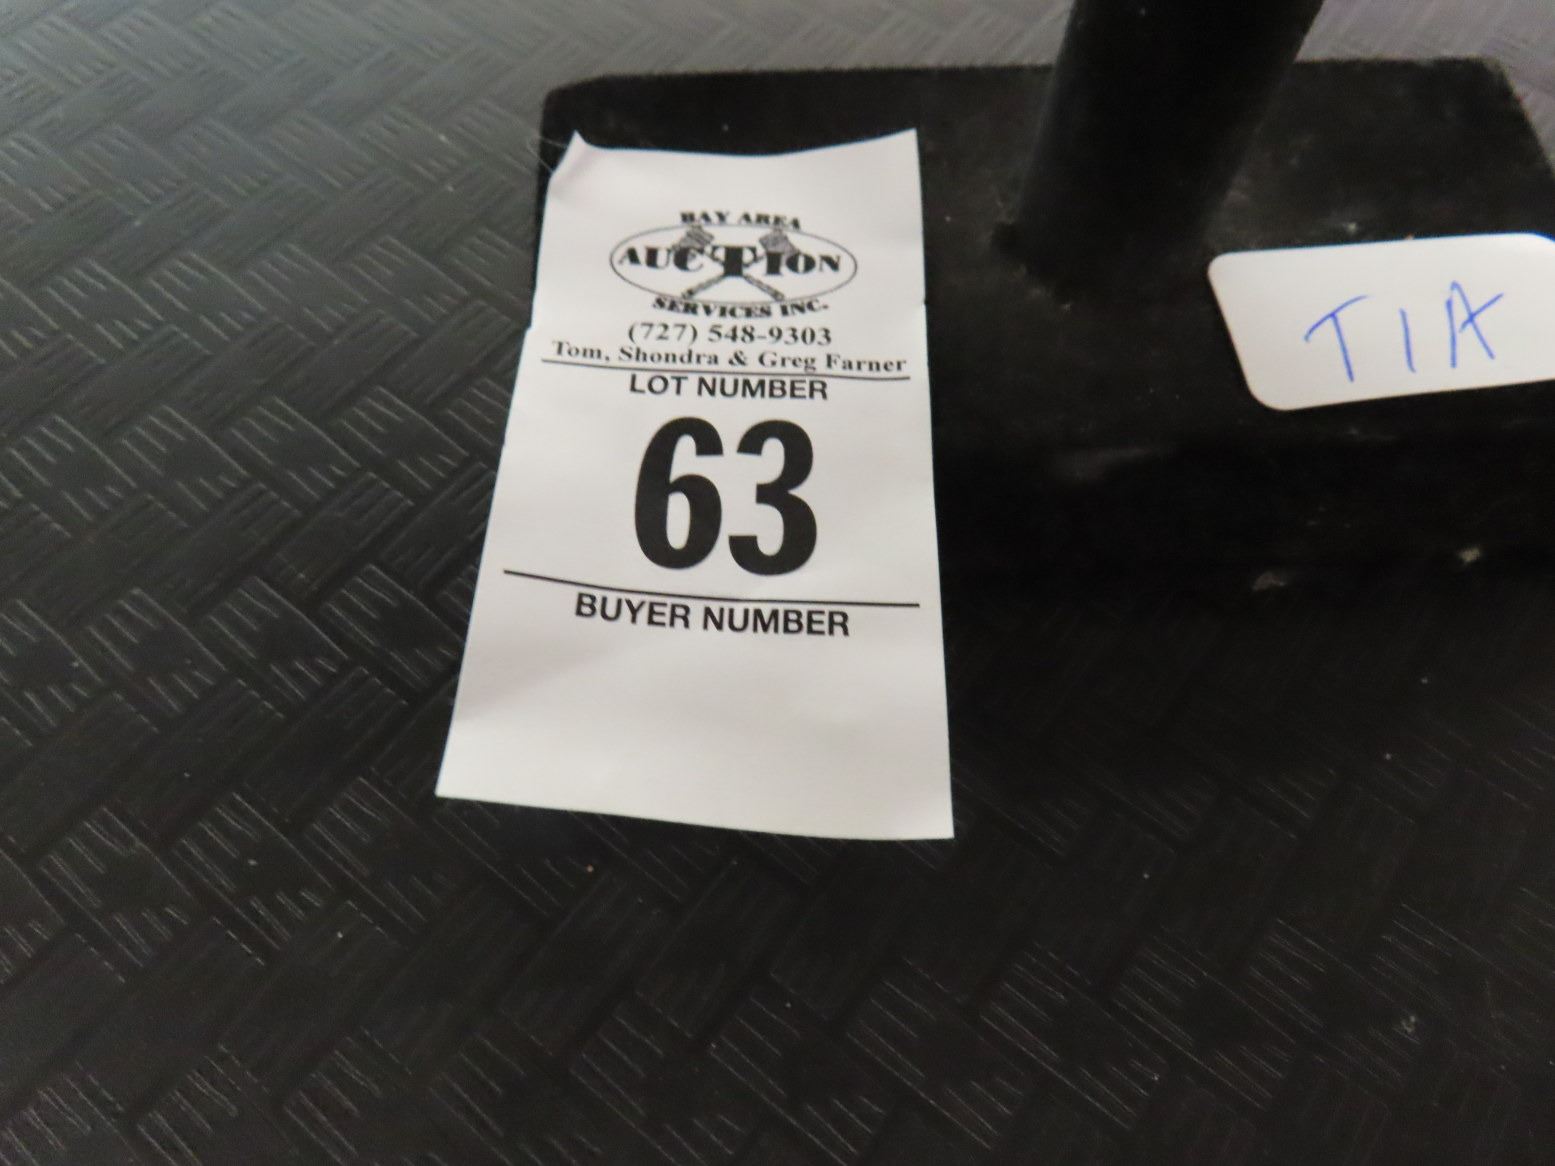 BAY AREA
AUCTION
SERVICES INC.
(727) 548-9303
Tom, Shondra & Greg Farner
LOT NUMBER
63
BUYER NUMBER
TIA